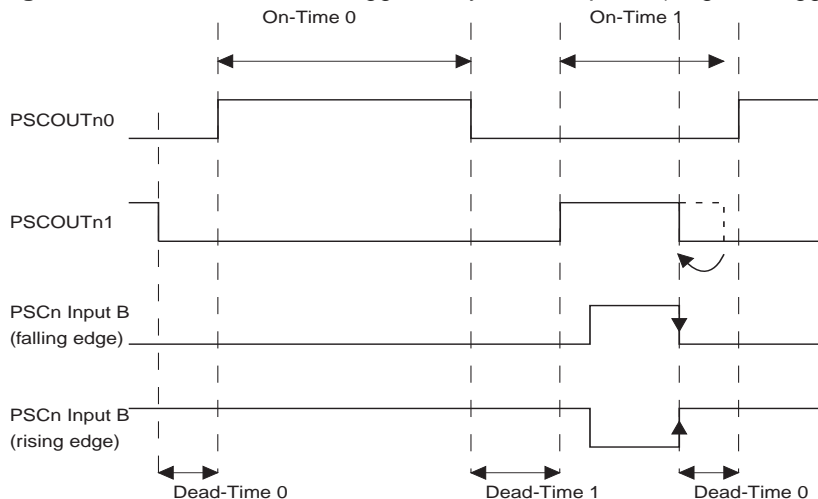 On-Time 0
On-Time 1
PSCOUTn0
PSCOUTn1
PSCn Input B
(falling edge)
PSCn Input B
(rising edge)
Dead-Time 0
Dead-Time 1
Dead-Time 0